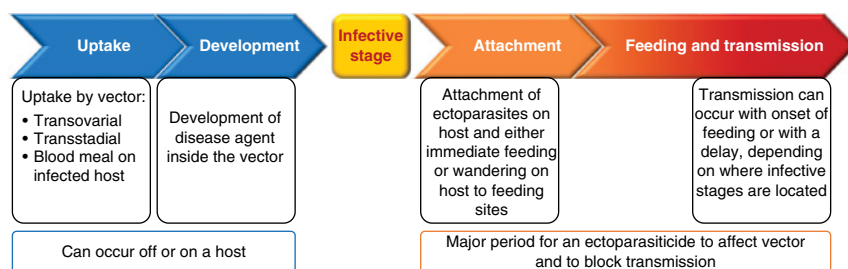 Uptake
Development
Infective
stage
Attachment
Feeding and transmission
Uptake by vector:
• Transovarial
• Transstadial
• Blood meal on
infected host
Development of
disease agent
inside the vector
Attachment of
ectoparasites on
host and either
immediate feeding
or wandering on
host to feeding
sites
Transmission can
occur with onset of
feeding or with a
delay, depending
on where infective
stages are located
Can occur off or on a host
Major period for an ectoparasiticide to affect vector
and to block transmission